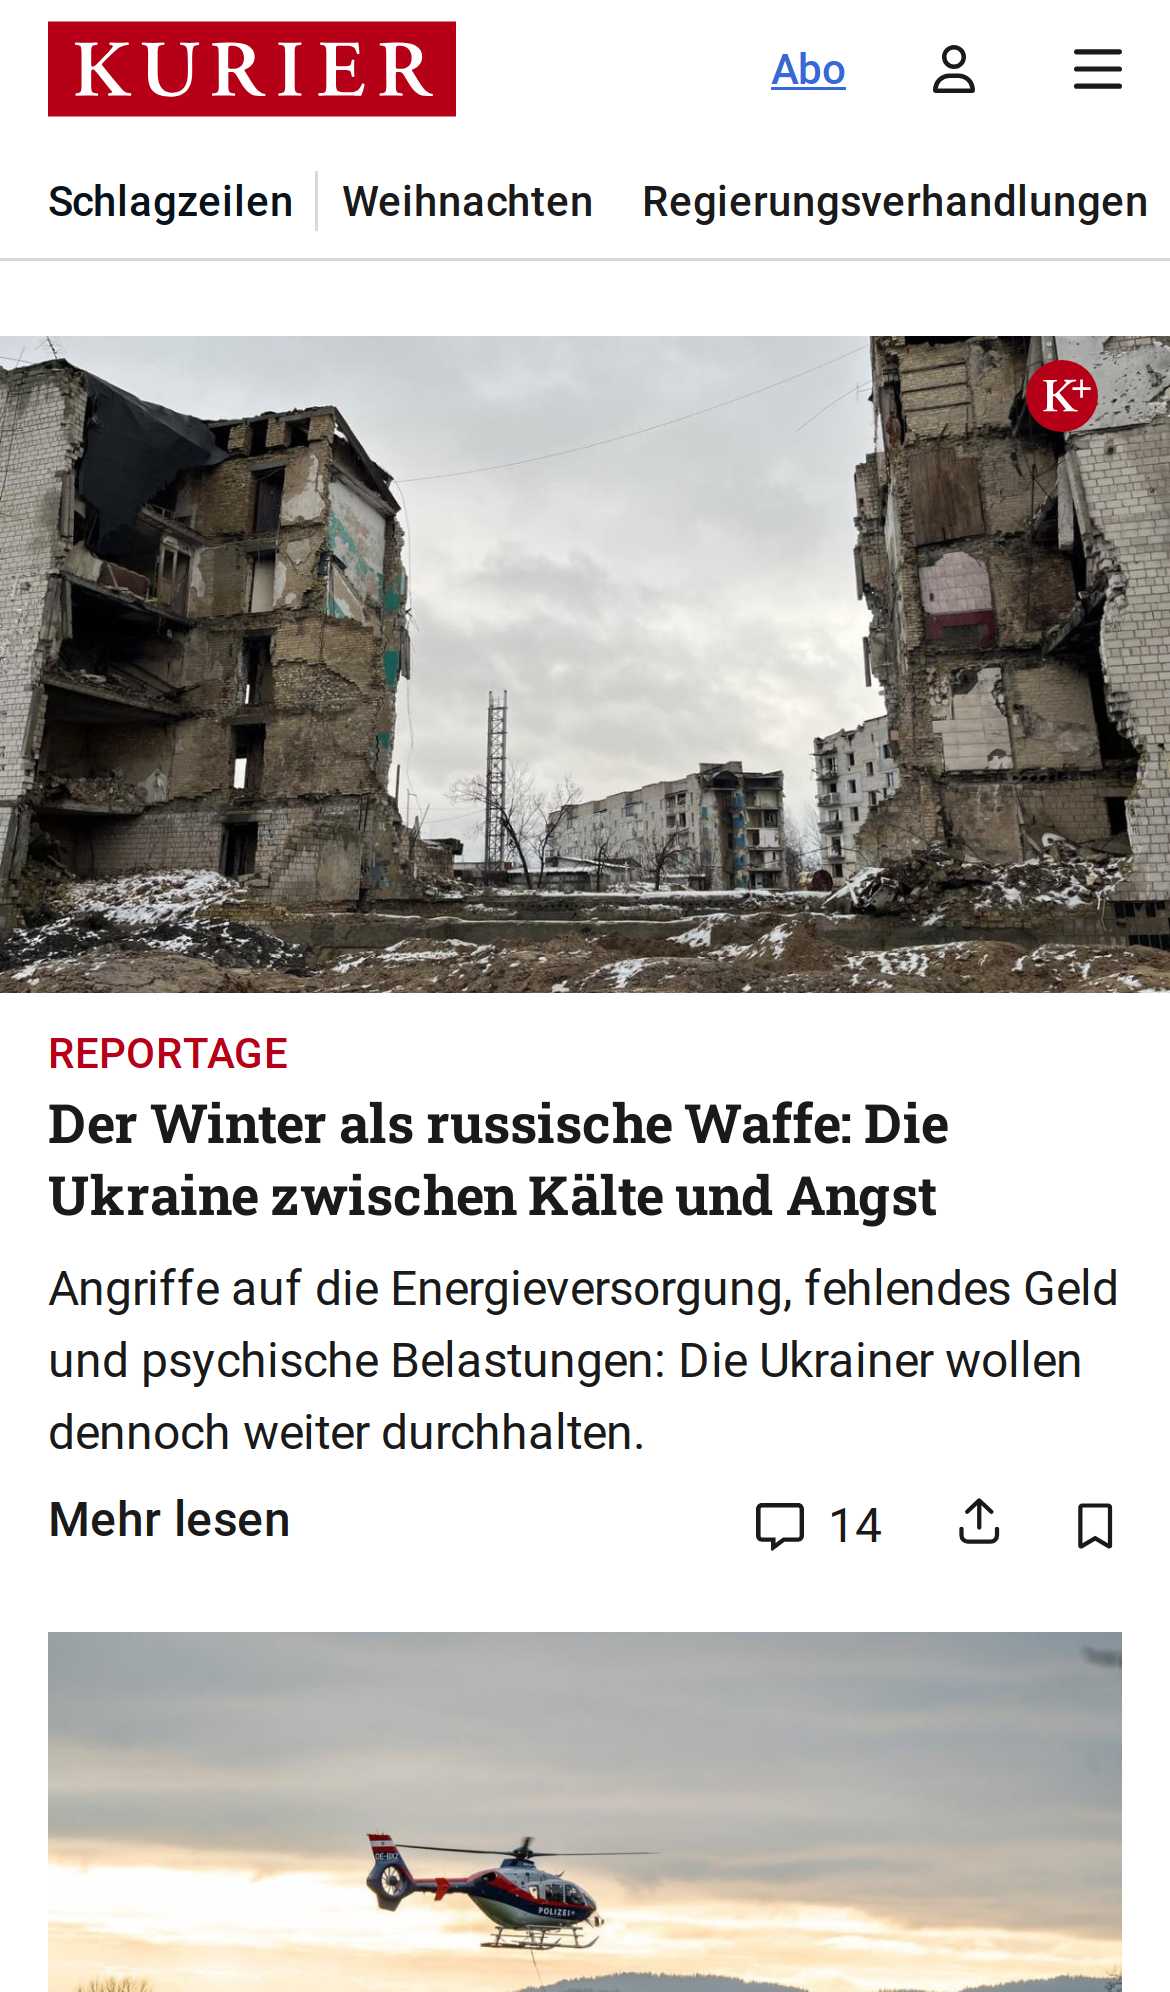 KURIER
Abo
Schlagzeilen
Weihnachten
Regierungsverhandlungen
K+
REPORTAGE
Der Winter als russische Waffe: Die
Ukraine zwischen Kälte und Angst
Angriffe auf die Energieversorgung, fehlendes Geld
und psychische Belastungen: Die Ukrainer wollen
dennoch weiter durchhalten.
Mehr lesen
14
POLIZEI